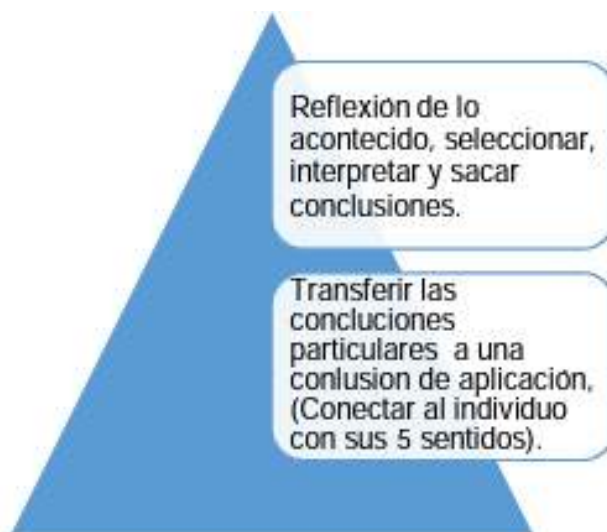 Reflexión de lo
acontecido, seleccionar,
interpretar y sacar
conclusiones.
Transferir las
concluciones
particulares a una
conlusion de aplicación,
(Conectar al individuo
con sus 5 sentidos).